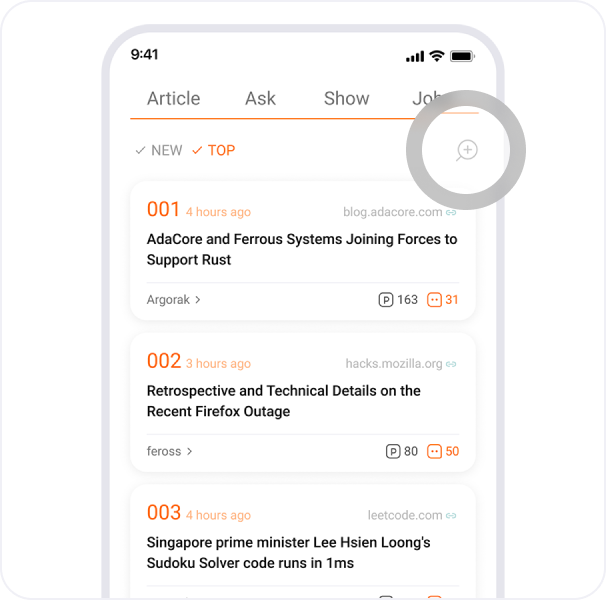 9:41
Article Ask Show Job
NEW TOP
001 4 hours ago blog.adacore.com
AdaCore and Ferrous Systems Joining Forces to
Support Rust
Argorak > P 163 31
002 3 hours ago hacks.mozilla.org
Retrospective and Technical Details on the
Recent Firefox Outage
feross > P 80 50
003 4 hours ago leetcode.com
Singapore prime minister Lee Hsien Loong's
Sudoku Solver code runs in 1ms